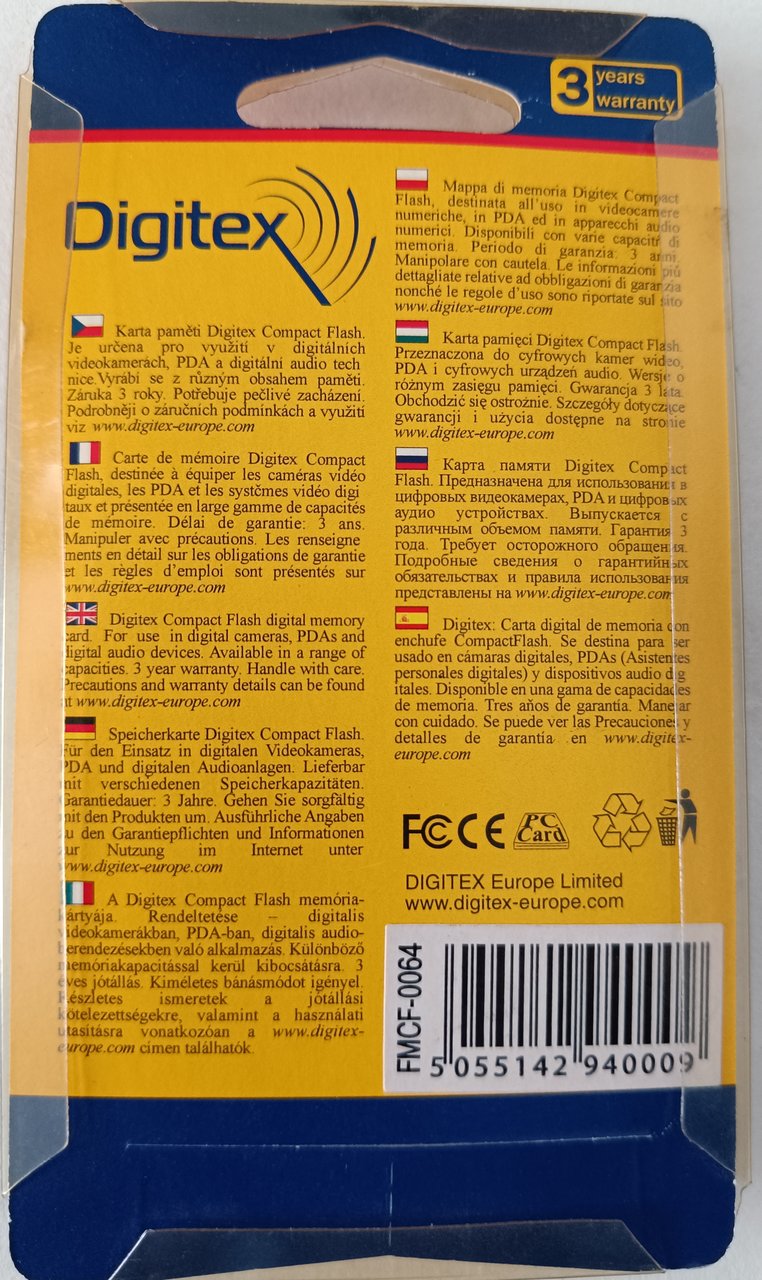 3 years
warranty
Digitex
Karta paměti Digitex Compact Flash.
Je určena pro využití v digitálních
videokamerách, PDA a digitální audio tech
nice.Vyrábí se z různým obsahem paměti.
Záruka 3 roky. Potřebuje pečlivé zacházení.
Podrobněji o záručních podmínkách a využití
viz www.digitex-europe.com
Carte de mémoire Digitex Compact
Flash, destinée à équiper les caméras vidéo
digitales, les PDA et les systčmes vidéo digi
taux et présentée en large gamme de capacités
de mémoire. Délai de garantie: 3 ans.
Manipuler avec précautions. Les renseigne
ments en détail sur les obligations de garantie
et les règles d’emploi sont présentés sur
www.digitex-europe.com
Digitex Compact Flash digital memory
card. For use in digital cameras, PDAs and
digital audio devices. Available in a range of
capacities. 3 year warranty. Handle with care.
Precautions and warranty details can be found
at www.digitex-europe.com
Speicherkarte Digitex Compact Flash.
Für den Einsatz in digitalen Videokameras,
PDA und digitalen Audioanlagen. Lieferbar
mit verschiedenen Speicherkapazitäten.
Garantiedauer: 3 Jahre. Gehen Sie sorgfältig
mit den Produkten um. Ausführliche Angaben
zu den Garantiepflichten und Informationen
zur Nutzung im Internet unter
www.digitex-europe.com
A Digitex Compact Flash memória-
kártyája. Rendeltetése – digitalis
videokamerákban, PDA-ban, digitalis audio-
berendezésekben való alkalmazás. Különböző
memóriakapacitással kerül kibocsátásra. 3
éves jótállás. Kiméletes bánásmódot igényel.
Részletes ismeretek a jótállási
kötelezettségekre, valamint a használati
utasításra vonatkozóan a www.digitex-
europe.com címen találhatók.
Mappa di memoria Digitex Compact
Flash, destinata all’uso in videocamere
numeriche, in PDA ed in apparecchi audio
numerici. Disponibili con varie capacitŕ di
memoria. Periodo di garanzia: 3 anni.
Manipolare con cautela. Le informazioni piú
dettagliate relative ad obbligazioni di garanzia
nonché le regole d’uso sono riportate sul sito
www.digitex-europe.com
Karta pamięci Digitex Compact Flash.
Przeznaczona do cyfrowych kamer wideo,
PDA i cyfrowych urządzeń audio. Wersje o
różnym zasięgu pamięci. Gwarancja 3 lata.
Obchodzić się ostrożnie. Szczegóły dotyczące
gwarancji i użycia dostępne na stronie
www.digitex-europe.com
Карта памяти Digitex Compact
Flash. Предназначена для использования в
цифровых видеокамерах, PDA и цифровых
аудио устройствах. Выпускается с
различным объемом памяти. Гарантия 3
года. Требует осторожного обращения.
Подробные сведения о гарантийных
обязательствах и правила использования
представлены на www.digitex-europe.com
Digitex: Carta digital de memoria con
enchufe CompactFlash. Se destina para ser
usado en cámaras digitales, PDAs (Asistentes
personales digitales) y dispositivos audio dig
itales. Disponible en una gama de capacidades
de memoria. Tres años de garantía. Manejar
con cuidado. Se puede ver las Precauciones y
detalles de garantía en www.digitex-
europe.com
FC CE PC Card
DIGITEX Europe Limited
www.digitex-europe.com
FMCF-0064
5 055142 940009